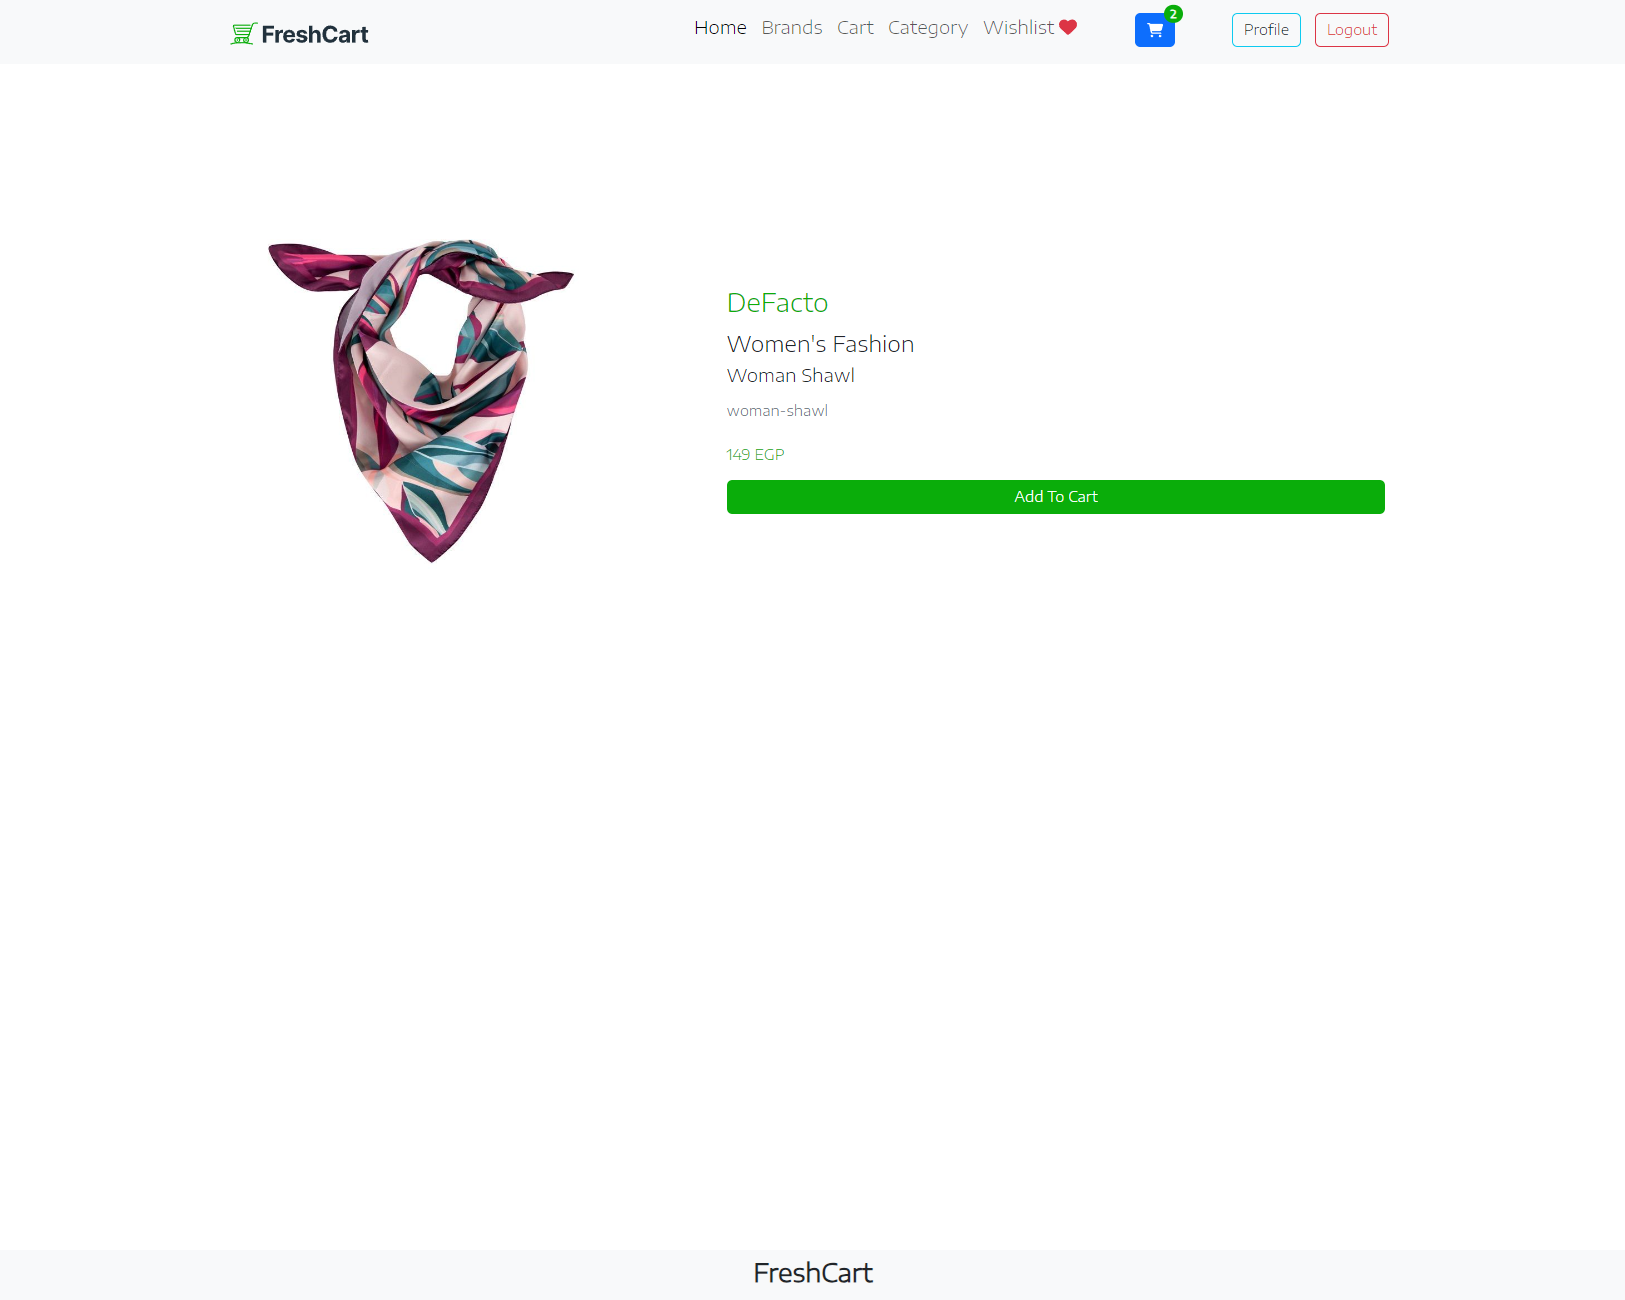 FreshCart
Home Brands Cart Category Wishlist
2
Profile
Logout
DeFacto
Women's Fashion
Woman Shawl
woman-shawl
149 EGP
Add To Cart
FreshCart